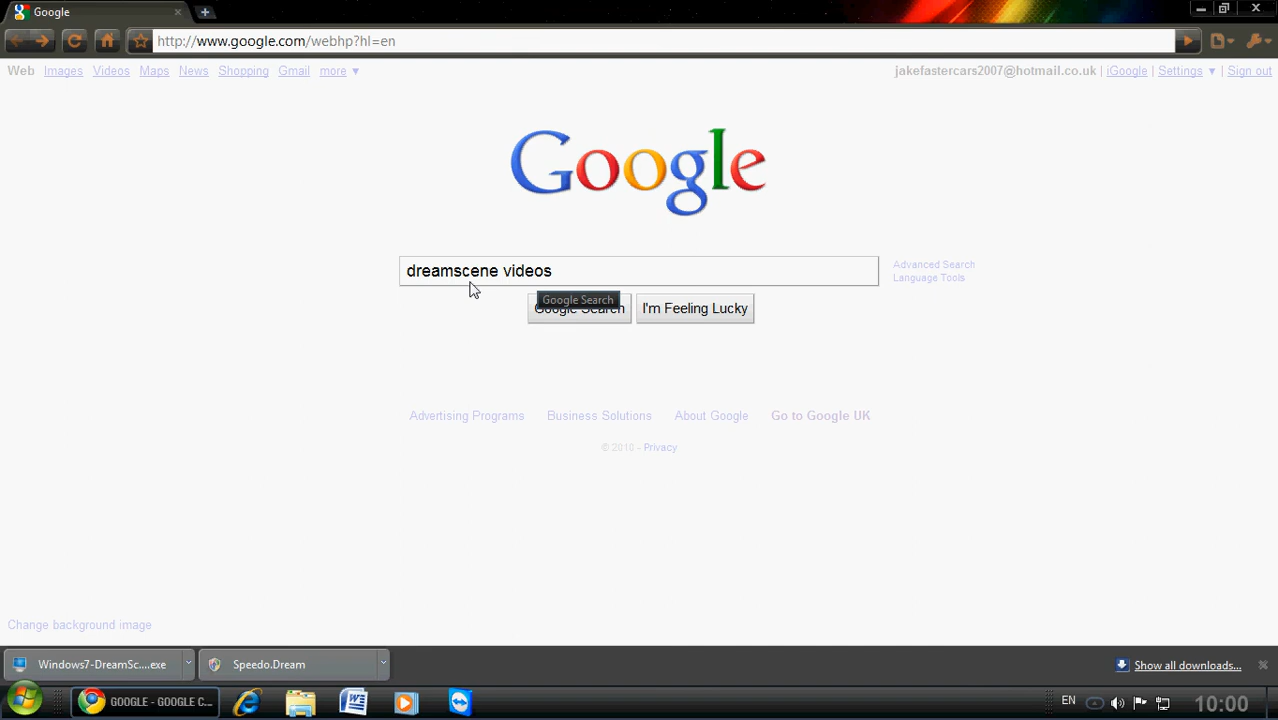 Google
http://www.google.com/webhp?hl=en
Web Images Videos Maps News Shopping Gmail more ▼
jakefastercars2007@hotmail.co.uk | iGoogle | Settings ▼ | Sign out
Google
dreamscene videos
Advanced Search
Language Tools
Google Search
Google Search I'm Feeling Lucky
Advertising Programs Business Solutions About Google Go to Google UK
© 2010 - Privacy
Change background image
Windows7-DreamSc....exe Speedo.Dream Show all downloads...
GOOGLE - GOOGLE C... EN 10:00